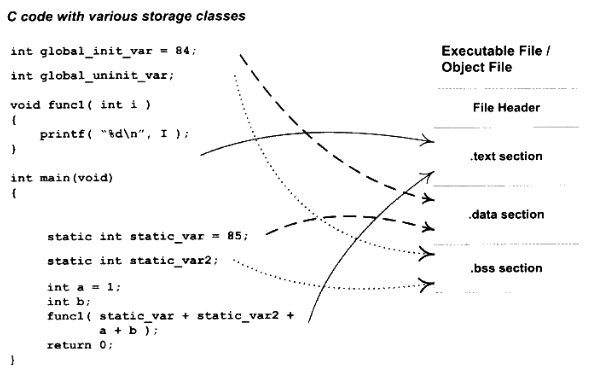 C code with various storage classes
int global_init_var = 84;
int global_uninit_var;
void func1( int i )
{
printf( "%d\n", I );
}
int main(void)
{
static int static_var = 85;
static int static_var2;
int a = 1;
int b;
func1( static_var + static_var2 +
a + b );
return 0;
}
Executable File /
Object File
File Header
.text section
.data section
.bss section